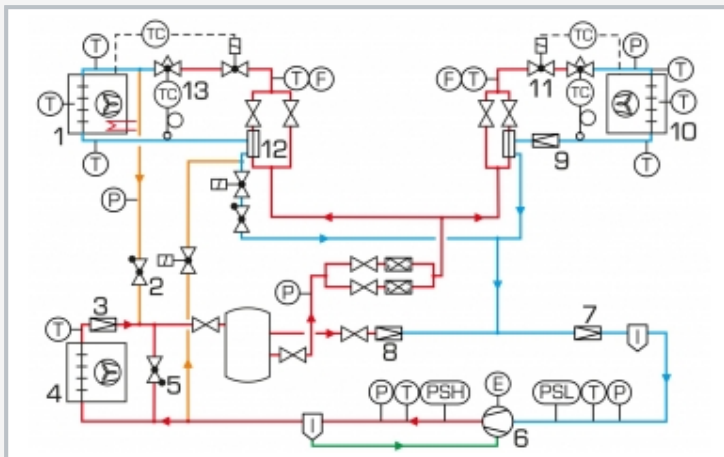 TC TC
T P
T F F T T
13 11
TC TC
T T
1 10
12 9
T T
P
2
P
3 7
T 8 I
4 5 E
P T PSH PSL T P
I 6